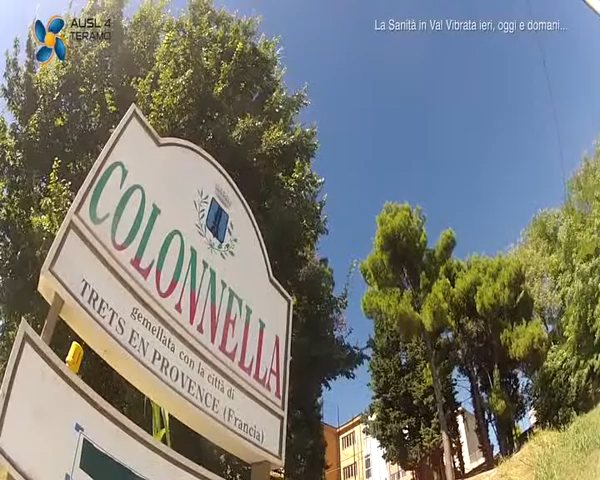 AUSL 4
TERAMO
La Sanità in Val Vibrata ieri, oggi e domani...
COLONNELLA
gemellata con la città di
TRETS EN PROVENCE (Francia)